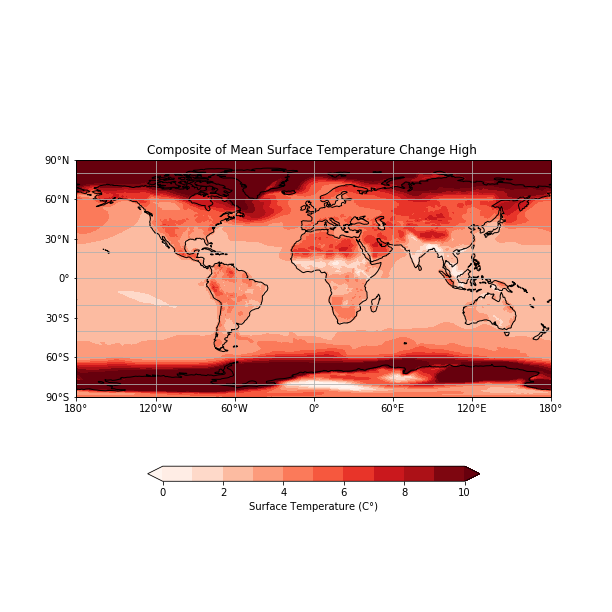 Composite of Mean Surface Temperature Change High
90°N
60°N
30°N
0°
30°S
60°S
90°S
180° 120°W 60°W 0° 60°E 120°E 180°
0 2 4 6 8 10
Surface Temperature (C°)